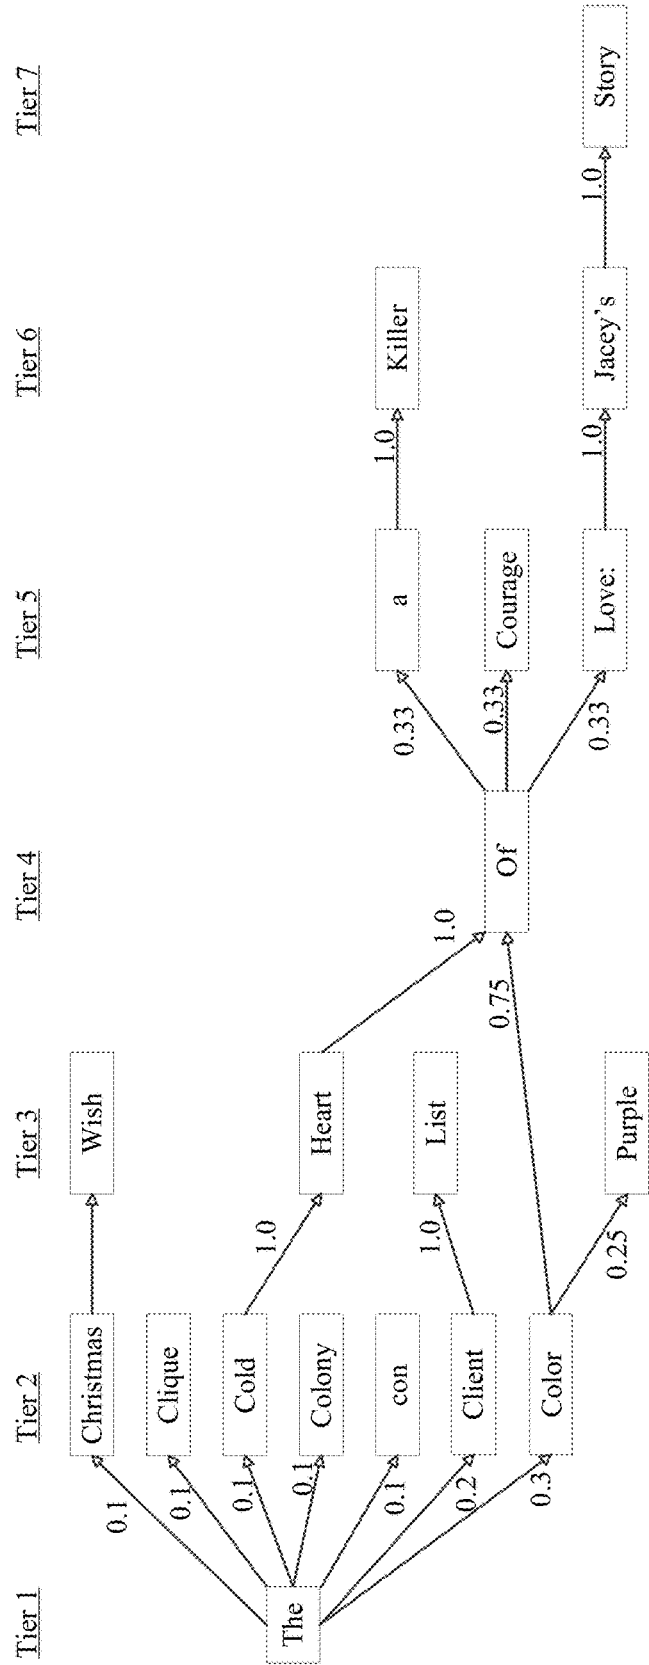 Tier 1
Tier 2
Tier 3
Tier 4
Tier 5
Tier 6
Tier 7
The
0.1
0.1
0.1
0.1
0.1
0.2
0.3
Christmas
Clique
Cold
Colony
con
Client
Color
1.0
1.0
0.25
0.75
Wish
Heart
List
Purple
1.0
Of
0.33
0.33
0.33
a
Courage
Love:
1.0
1.0
Killer
Jacey's
1.0
Story